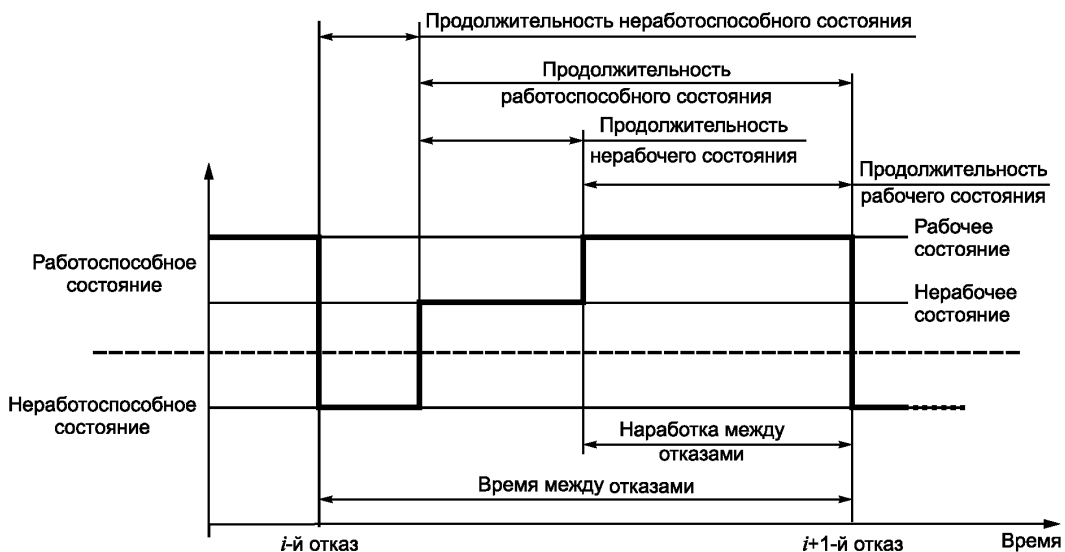 Продолжительность неработоспособного состояния
Продолжительность
работоспособного состояния
Продолжительность
нерабочего состояния
Продолжительность
рабочего состояния
Рабочее
состояние
Работоспособное
состояние
Нерабочее
состояние
Неработоспособное
состояние
Наработка между
отказами
Время между отказами
i-й отказ
i+1-й отказ
Время